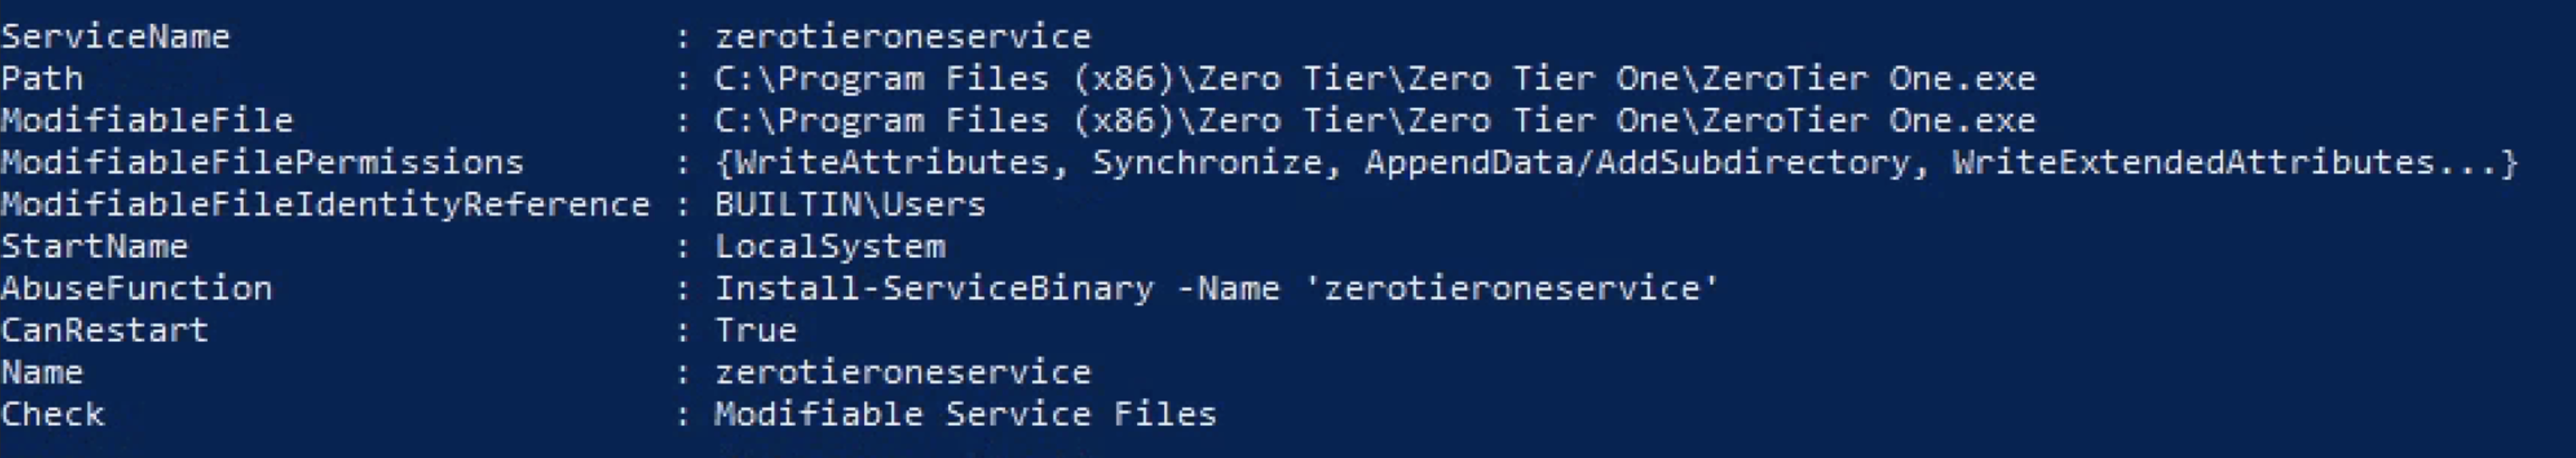 ServiceName : zerotieroneservice
Path : C:\Program Files (x86)\Zero Tier\Zero Tier One\ZeroTier One.exe
ModifiableFile : C:\Program Files (x86)\Zero Tier\Zero Tier One\ZeroTier One.exe
ModifiableFilePermissions : {WriteAttributes, Synchronize, AppendData/AddSubdirectory, WriteExtendedAttributes...}
ModifiableFileIdentityReference : BUILTIN\Users
StartName : LocalSystem
AbuseFunction : Install-ServiceBinary -Name 'zerotieroneservice'
CanRestart : True
Name : zerotieroneservice
Check : Modifiable Service Files